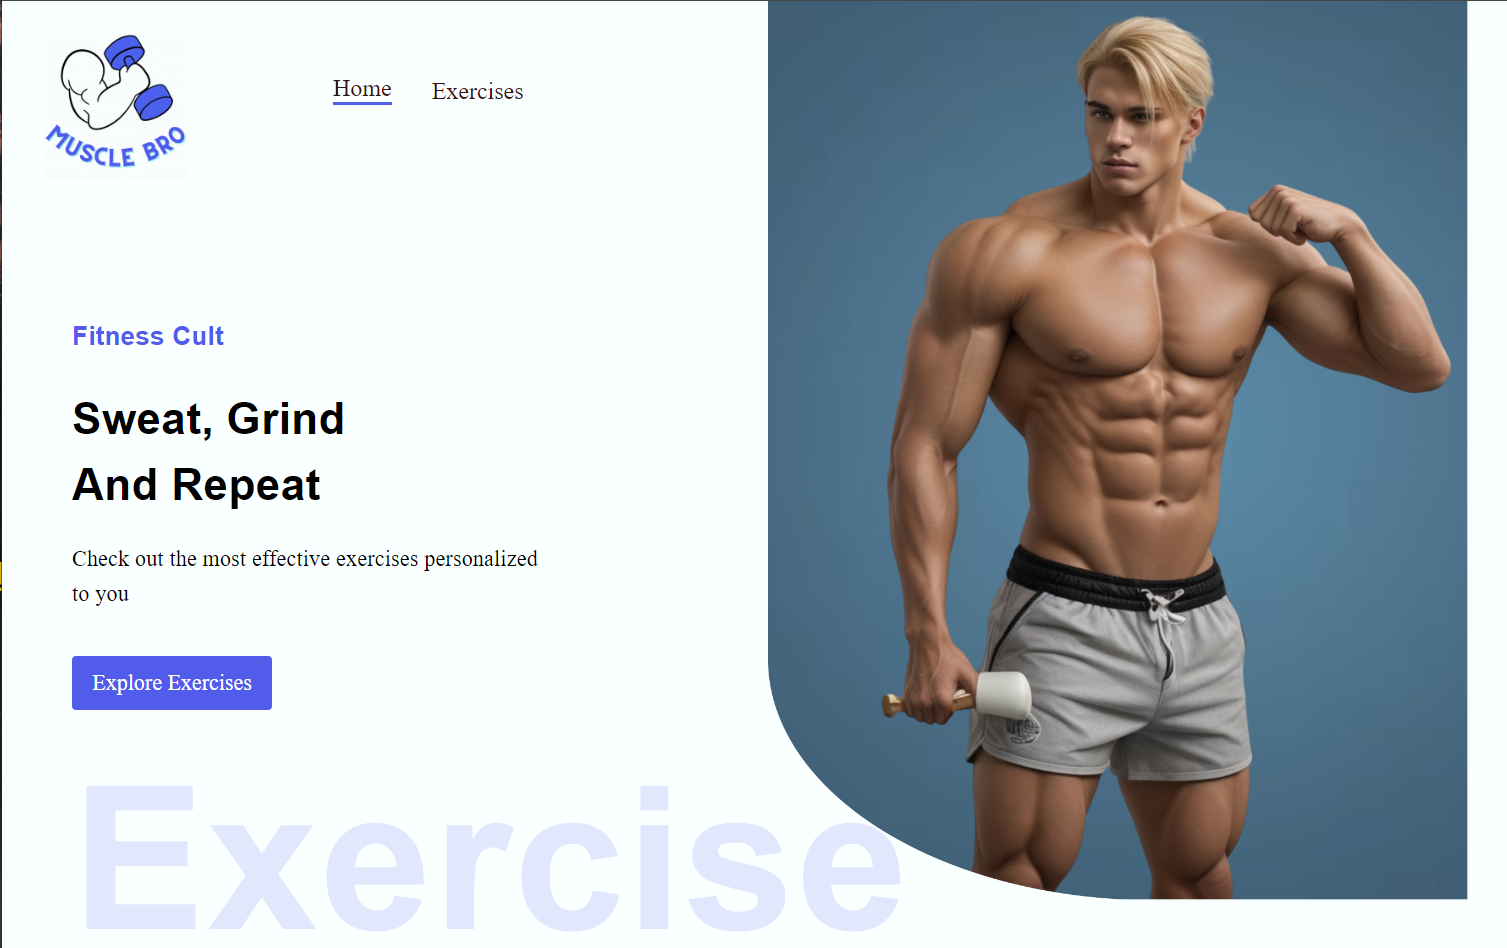 MUSCLE BRO
Home
Exercises
Fitness Cult
Sweat, Grind
And Repeat
Check out the most effective exercises personalized
to you
Explore Exercises
Exercise